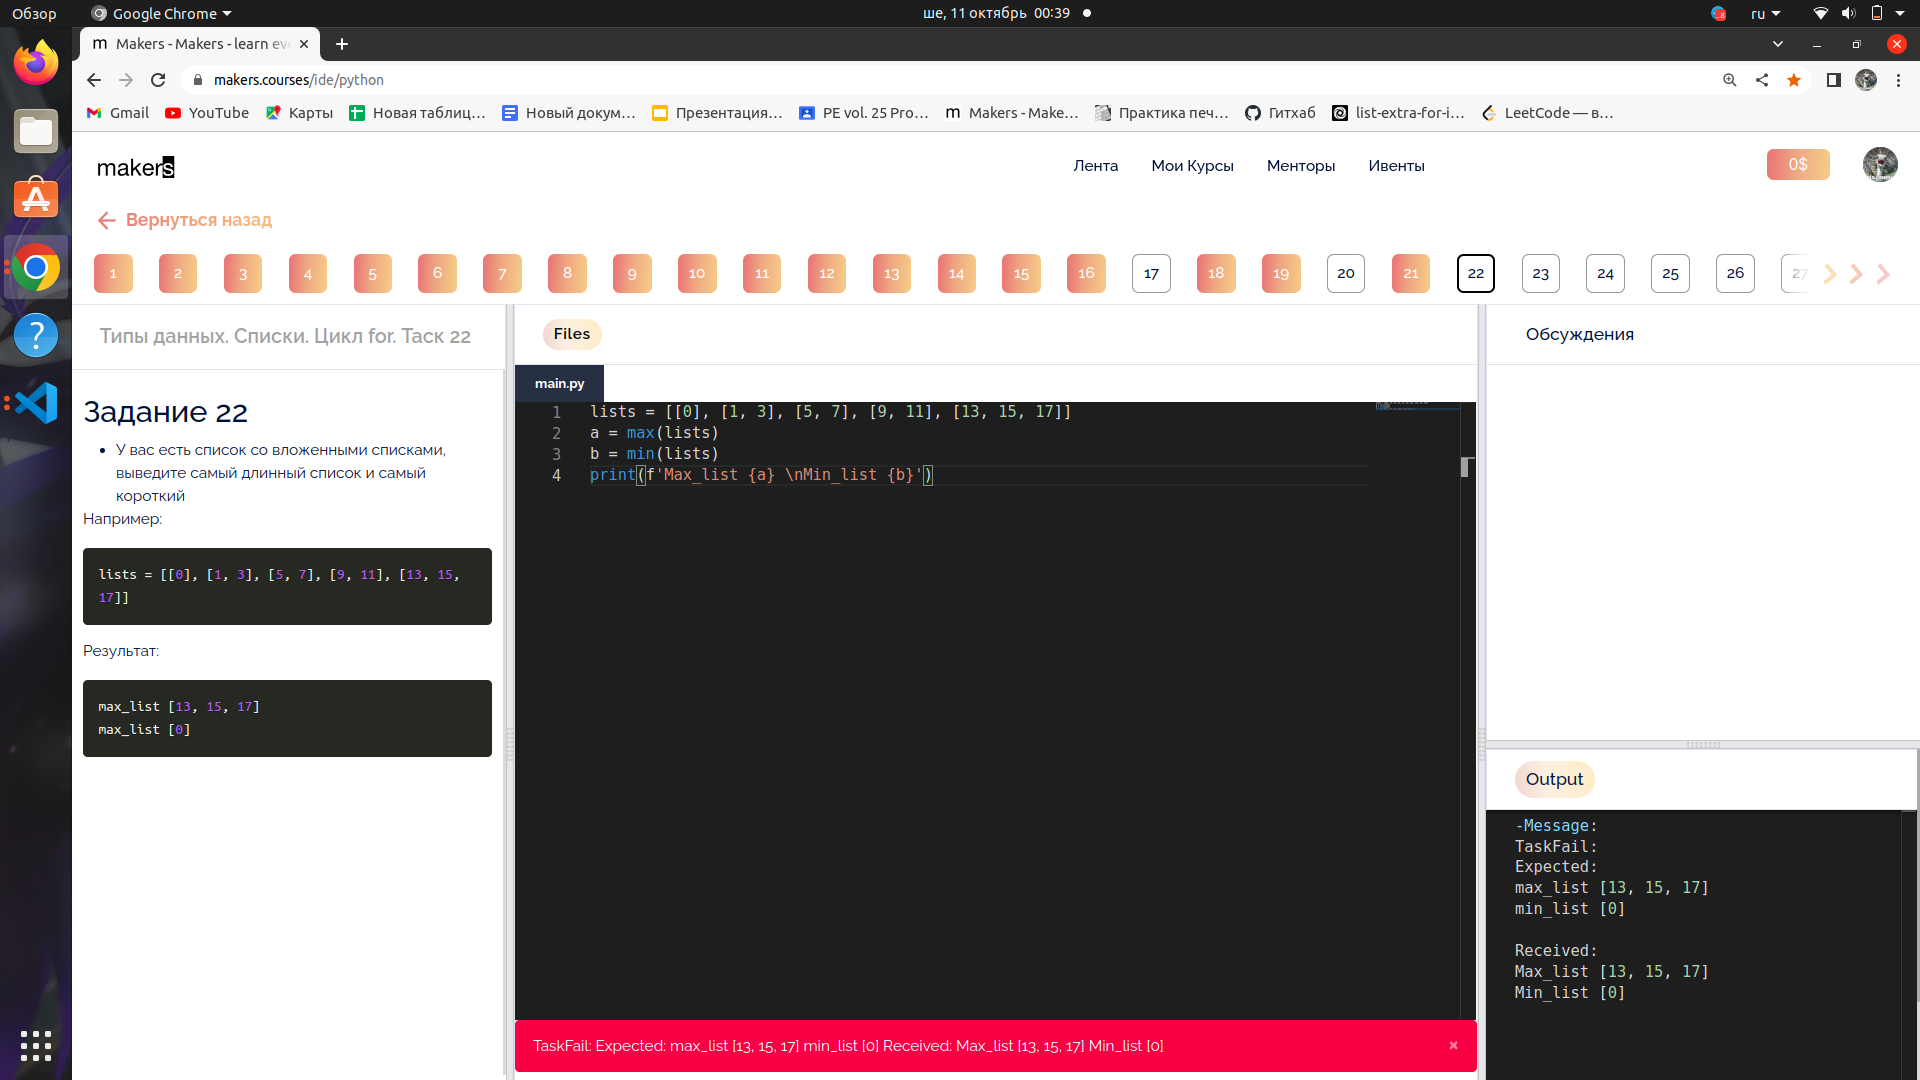 Обзор
Google Chrome
ше, 11 октябрь 00:39
ru
Makers - Makers - learn eve
makers.courses/ide/python
Gmail
YouTube
Карты
Новая таблиц…
Новый докум…
Презентация…
PE vol. 25 Pro…
Makers - Make…
Практика печ…
Гитхаб
list-extra-for-i…
LeetCode — в…
makers
Лента
Мои Курсы
Менторы
Ивенты
0$
Вернуться назад
1 2 3 4 5 6 7 8 9 10 11 12 13 14 15 16 17 18 19 20 21 22 23 24 25 26 27
Типы данных. Списки. Цикл for. Таск 22
Задание 22
У вас есть список со вложенными списками,
выведите самый длинный список и самый
короткий
Например:
lists = [[0], [1, 3], [5, 7], [9, 11], [13, 15,
17]]
Результат:
max_list [13, 15, 17]
max_list [0]
Files
main.py
1 lists = [[0], [1, 3], [5, 7], [9, 11], [13, 15, 17]]
2 a = max(lists)
3 b = min(lists)
4 print(f'Max_list {a} \nMin_list {b}')
TaskFail: Expected: max_list [13, 15, 17] min_list [0] Received: Max_list [13, 15, 17] Min_list [0]
Обсуждения
Output
-Message:
TaskFail:
Expected:
max_list [13, 15, 17]
min_list [0]
Received:
Max_list [13, 15, 17]
Min_list [0]